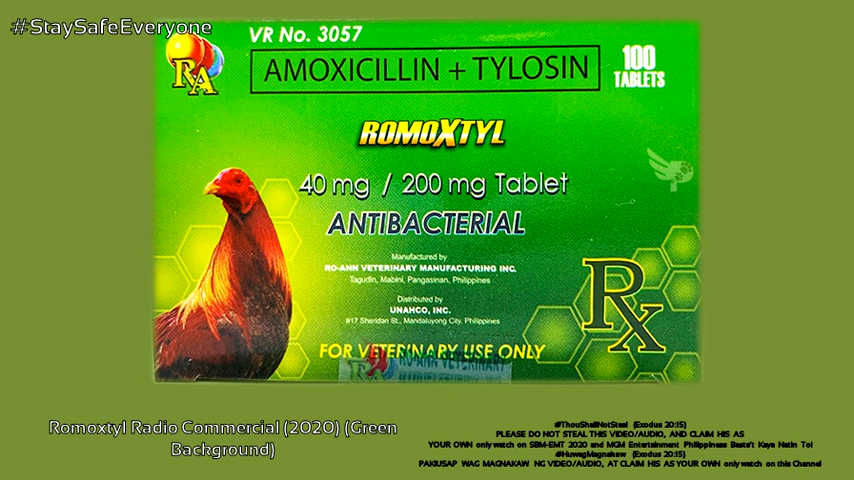 #StaySafeEveryone
VR No. 3057
RA
AMOXICILLIN + TYLOSIN
100
TABLETS
ROMOXTYL
40 mg / 200 mg Tablet
ANTIBACTERIAL
Manufactured by
RO-ANN VETERINARY MANUFACTURING INC.
Tagudin, Mabini, Pangasinan, Philippines
Distributed by
UNAHCO, INC.
#17 Sheridan St., Mandaluyong City, Philippines
Rx
FOR VETERINARY USE ONLY
RA RO-ANN VETERINARY
Romoxtyl Radio Commercial (2020) (Green
Background)
#ThouShallNotSteal (Exodus 20:15)
PLEASE DO NOT STEAL THIS VIDEO/AUDIO, AND CLAIM HIS AS
YOUR OWN only watch on SBM-EMT 2020 and MGM Entertainment Philippiness Basta't Kaya Natin To!
#HuwagMagnakaw (Exodus 20:15)
PAKIUSAP WAG MAGNAKAW NG VIDEO/AUDIO, AT CLAIM HIS AS YOUR OWN only watch on this Channel